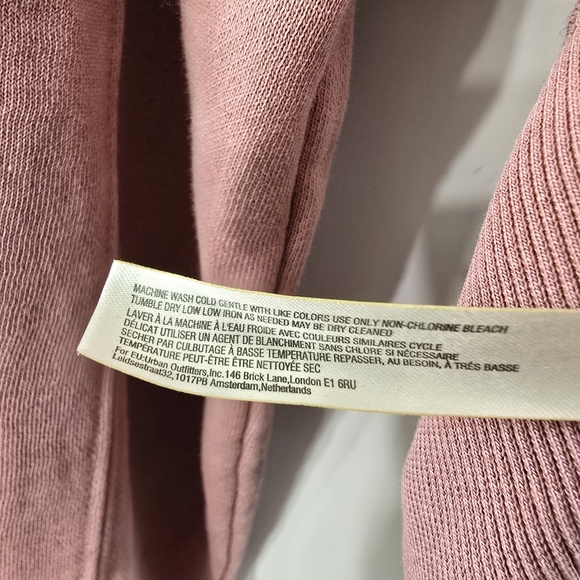 MACHINE WASH COLD GENTLE WITH LIKE COLORS USE ONLY NON-CHLORINE BLEACH
TUMBLE DRY LOW LOW IRON AS NEEDED MAY BE DRY CLEANED
LAVER À LA MACHINE À L'EAU FROIDE AVEC COULEURS SIMILAIRES CYCLE
DÉLICAT UTILISER UN AGENT DE BLANCHIMENT SANS CHLORE SI NÉCESSAIRE
SÉCHER PAR CULBUTAGE À BASSE TEMPÉRATURE REPASSER, AU BESOIN, À TRÉS BASSE
TEMPÉRATURE PEUT-ÊTRE ÊTRE NETTOYÉE SEC
For EU:Urban Outfitters,Inc.146 Brick Lane,London E1 6RU
Leidsestraat32,1017PB Amsterdam,Netherlands